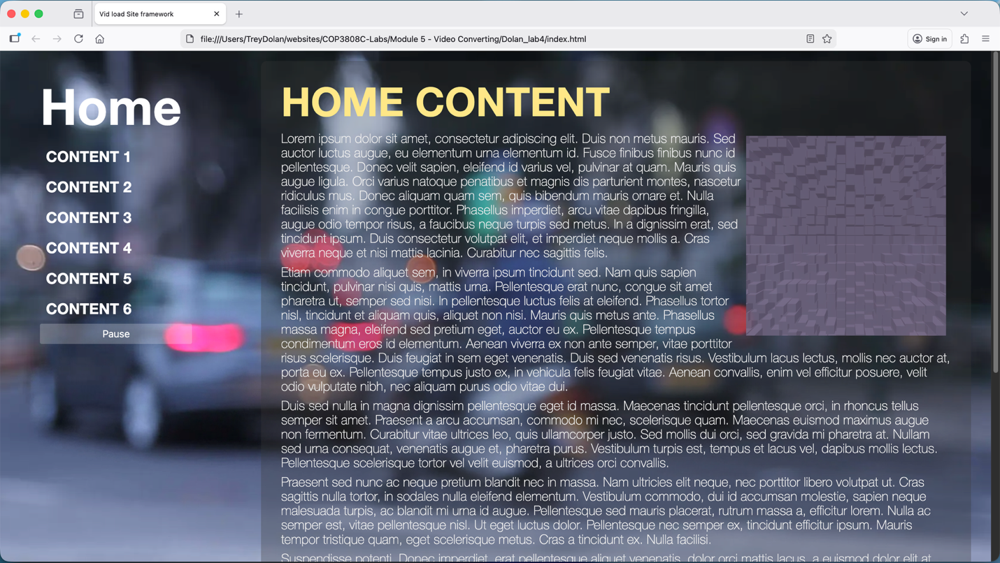 Vid load Site framework
file:///Users/TreyDolan/websites/COP3808C-Labs/Module 5 - Video Converting/Dolan_lab4/index.html
Sign in
Home
CONTENT 1
CONTENT 2
CONTENT 3
CONTENT 4
CONTENT 5
CONTENT 6
Pause
HOME CONTENT
Lorem ipsum dolor sit amet, consectetur adipiscing elit. Duis non metus mauris. Sed
auctor luctus augue, eu elementum urna elementum id. Fusce finibus finibus nunc id
pellentesque. Donec velit sapien, eleifend id varius vel, pulvinar at quam. Mauris quis
augue ligula. Orci varius natoque penatibus et magnis dis parturient montes, nascetur
ridiculus mus. Donec aliquam quam sem, quis bibendum mauris ornare et. Nulla
facilisis enim in congue porttitor. Phasellus imperdiet, arcu vitae dapibus fringilla,
augue odio tempor risus, a faucibus neque turpis sed metus. In a dignissim erat, sed
tincidunt ipsum. Duis consectetur volutpat elit, et imperdiet neque mollis a. Cras
viverra neque et nisi mattis lacinia. Curabitur nec sagittis felis.
Etiam commodo aliquet sem, in viverra ipsum tincidunt sed. Nam quis sapien
tincidunt, pulvinar nisi quis, mattis urna. Pellentesque erat nunc, congue sit amet
pharetra ut, semper sed nisi. In pellentesque luctus felis at eleifend. Phasellus tortor
nisl, tincidunt et aliquam quis, aliquet non nisi. Mauris quis metus ante. Phasellus
massa magna, eleifend sed pretium eget, auctor eu ex. Pellentesque tempus
condimentum eros id elementum. Aenean viverra ex non ante semper, vitae porttitor
risus scelerisque. Duis feugiat in sem eget venenatis. Duis sed venenatis risus. Vestibulum lacus lectus, mollis nec auctor at,
porta eu ex. Pellentesque tempus justo ex, in vehicula felis feugiat vitae. Aenean convallis, enim vel efficitur posuere, velit
odio vulputate nibh, nec aliquam purus odio vitae dui.
Duis sed nulla in magna dignissim pellentesque eget id massa. Maecenas tincidunt pellentesque orci, in rhoncus tellus
semper sit amet. Praesent a arcu accumsan, commodo mi nec, scelerisque quam. Maecenas euismod maximus augue
non fermentum. Curabitur vitae ultrices leo, quis ullamcorper justo. Sed mollis dui orci, sed gravida mi pharetra at. Nullam
sed urna consequat, venenatis augue et, pharetra purus. Vestibulum turpis est, tempus et lacus vel, dapibus mollis lectus.
Pellentesque scelerisque tortor vel velit euismod, a ultrices orci convallis.
Praesent sed nunc ac neque pretium blandit nec in massa. Nam ultricies elit neque, nec porttitor libero volutpat ut. Cras
sagittis nulla tortor, in sodales nulla eleifend elementum. Vestibulum commodo, dui id accumsan molestie, sapien neque
malesuada turpis, ac blandit mi urna id augue. Pellentesque sed mauris placerat, rutrum massa a, efficitur lorem. Nulla ac
semper est, vitae pellentesque nisl. Ut eget luctus dolor. Pellentesque nec semper ex, tincidunt efficitur ipsum. Mauris
tempor tristique quam, eget scelerisque metus. Cras a tincidunt ex. Nulla facilisi.
Suspendisse potenti. Donec imperdiet, erat pellentesque aliquet venenatis, dolor orci mattis lacus, a euismod dolor elit at